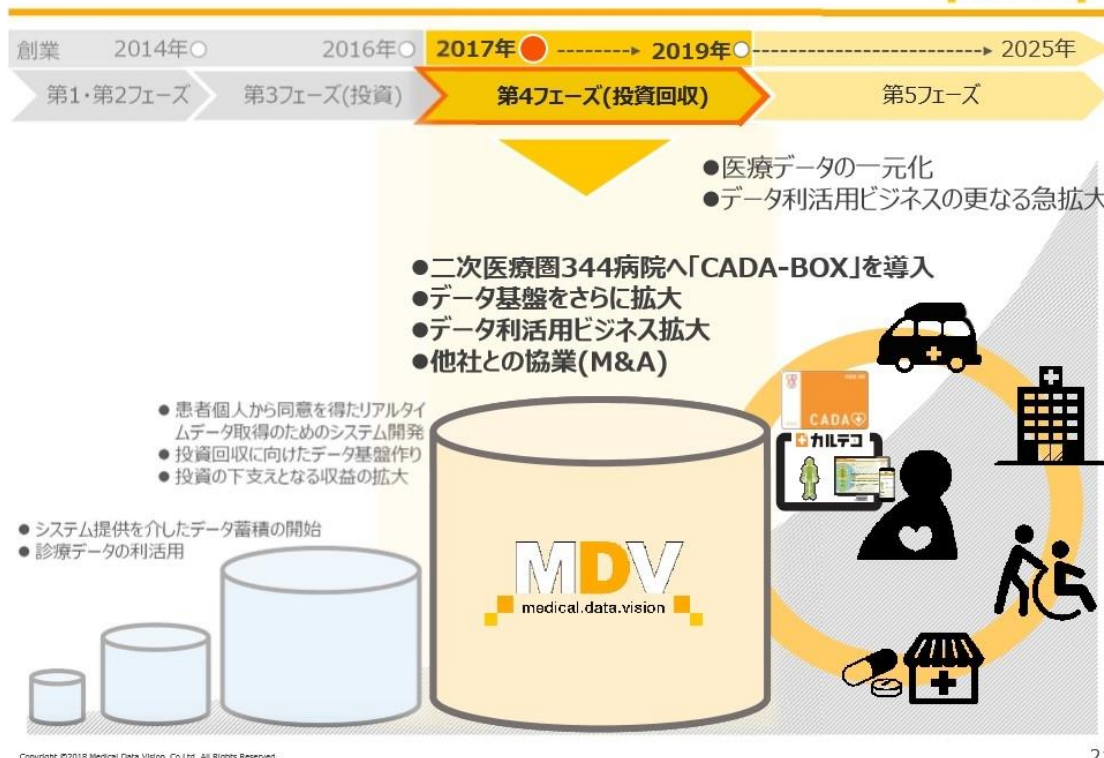 創業 2014年 2016年 2017年 2019年 2025年
第1・第2フェーズ 第3フェーズ(投資) 第4フェーズ(投資回収) 第5フェーズ
●医療データの一元化
●データ利活用ビジネスの更なる急拡大
●二次医療圏344病院へ「CADA-BOX」を導入
●データ基盤をさらに拡大
●データ利活用ビジネス拡大
●他社との協業(M&A)
● 患者個人から同意を得たリアルタイ
ムデータ取得のためのシステム開発
● 投資回収に向けたデータ基盤作り
● 投資の下支えとなる収益の拡大
● システム提供を介したデータ蓄積の開始
● 診療データの利活用
CADA
カルテコ
MDV
medical.data.vision
Copyright ©2018 Medical Data Vision, Co.,Ltd. All Rights Reserved.